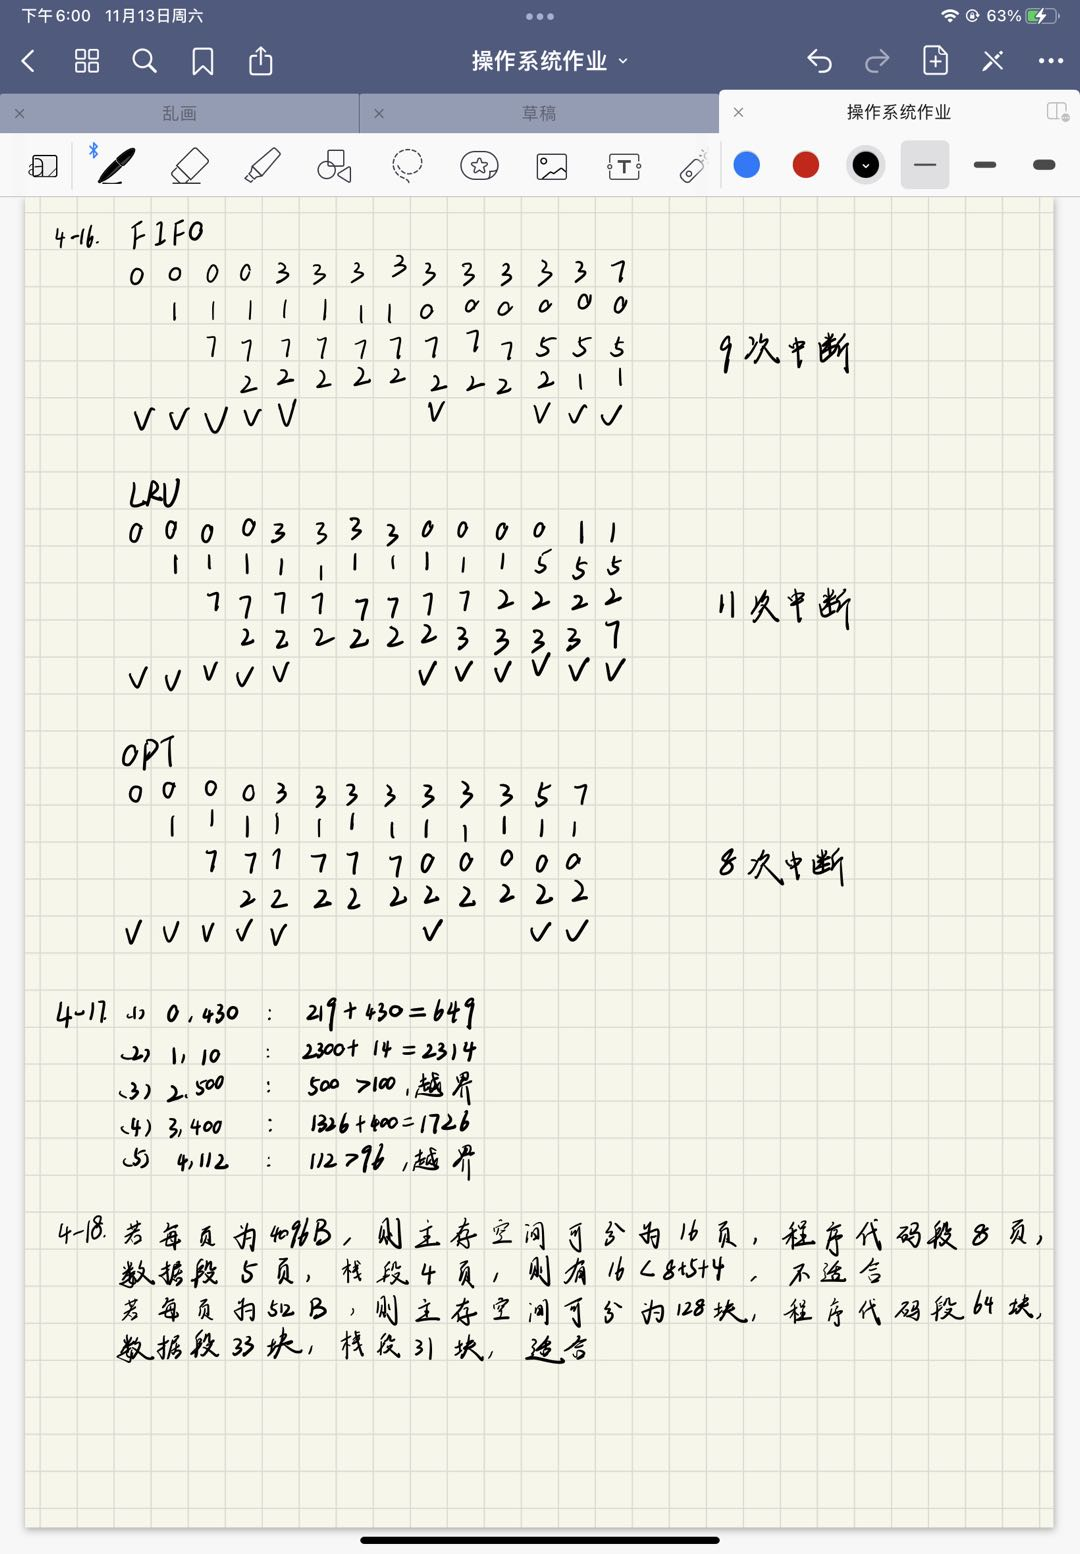 下午6:00 11月13日周六 63%
操作系统作业
乱画 草稿 操作系统作业
4-16. FIFO
0 0 0 0 3 3 3 3 3 3 3 3 3 7
1 1 1 1 1 1 1 0 0 0 0 0 0
7 7 7 7 7 7 7 7 7 5 5 5 9次中断
2 2 2 2 2 2 2 2 2 1 1
✓ ✓ ✓ ✓ ✓ ✓ ✓ ✓ ✓
LRU
0 0 0 0 3 3 3 3 0 0 0 0 1 1
1 1 1 1 1 1 1 1 1 1 5 5 5
7 7 7 7 7 7 7 7 2 2 2 2 11次中断
2 2 2 2 2 2 3 3 3 3 7
✓ ✓ ✓ ✓ ✓ ✓ ✓ ✓ ✓ ✓ ✓
OPT
0 0 0 0 3 3 3 3 3 3 3 5 7
1 1 1 1 1 1 1 1 1 1 1 1
7 7 7 7 7 7 0 0 0 0 0 8次中断
2 2 2 2 2 2 2 2 2 2
✓ ✓ ✓ ✓ ✓ ✓ ✓ ✓
4-17. (1) 0,430 : 219+430=649
(2) 1,10 : 2300+14=2314
(3) 2,500 : 500>100,越界
(4) 3,400 : 1326+400=1726
(5) 4,112 : 112>96,越界
4-18. 若每页为4096B,则主存空间可分为16页,程序代码段8页,
数据段5页,栈段4页,则有16<8+5+4,不适合
若每页为512B,则主存空间可分为128块,程序代码段64块,
数据段33块,栈段31块,适合